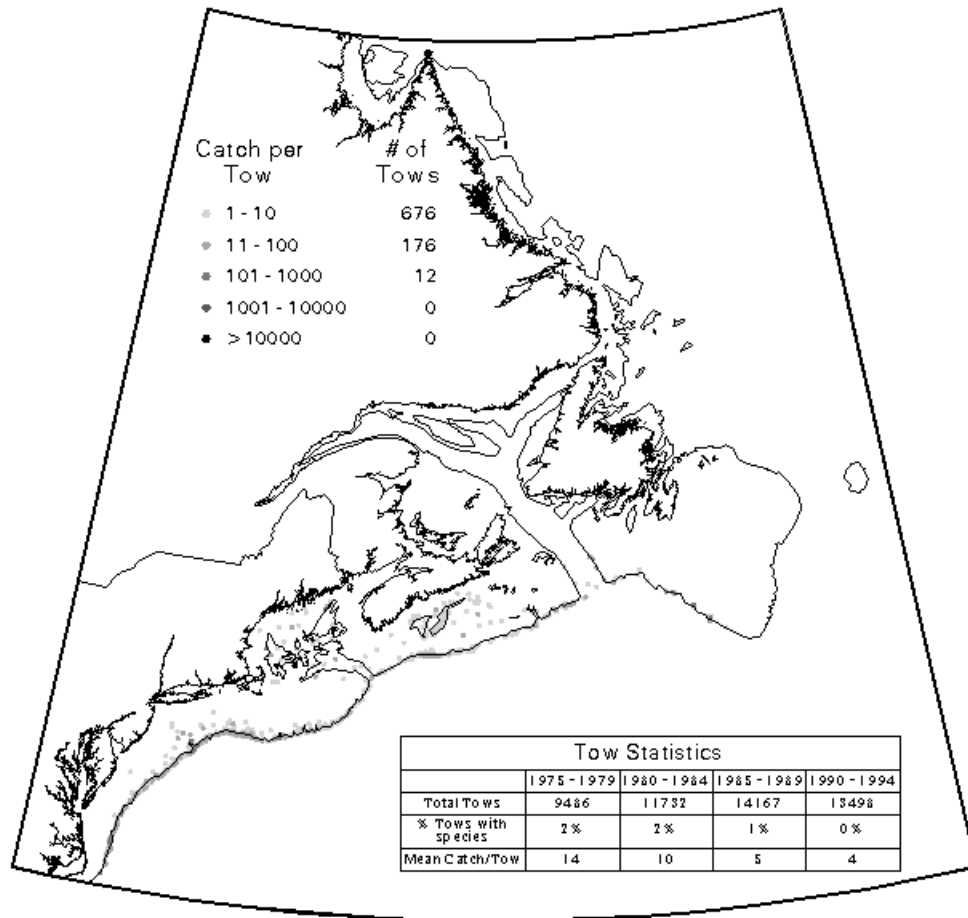 Catch per Tow # of Tows
1 - 10 676
11 - 100 176
101 - 1000 12
1001 - 10000 0
> 10000 0
Tow Statistics
1975 - 1979 1980 - 1984 1985 - 1989 1990 - 1994
Total Tows 9486 11732 14167 13498
% Tows with species 2% 2% 1% 0%
Mean Catch/Tow 14 10 5 4